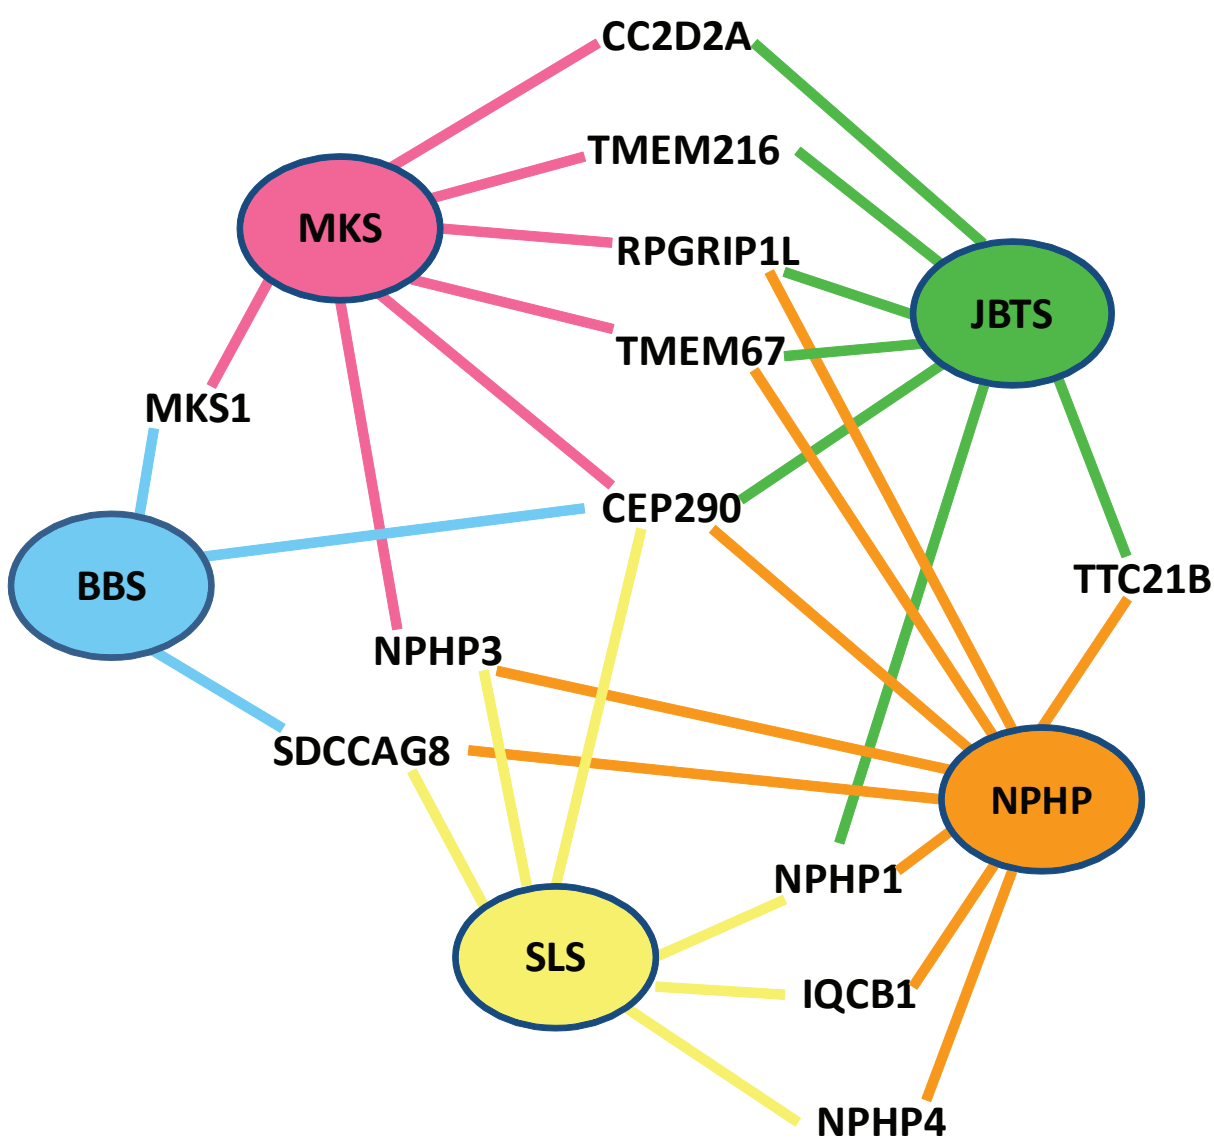 CC2D2A
TMEM216
MKS
RPGRIP1L
JBTS
TMEM67
MKS1
CEP290
BBS
TTC21B
NPHP3
SDCCAG8
NPHP
NPHP1
SLS
IQCB1
NPHP4